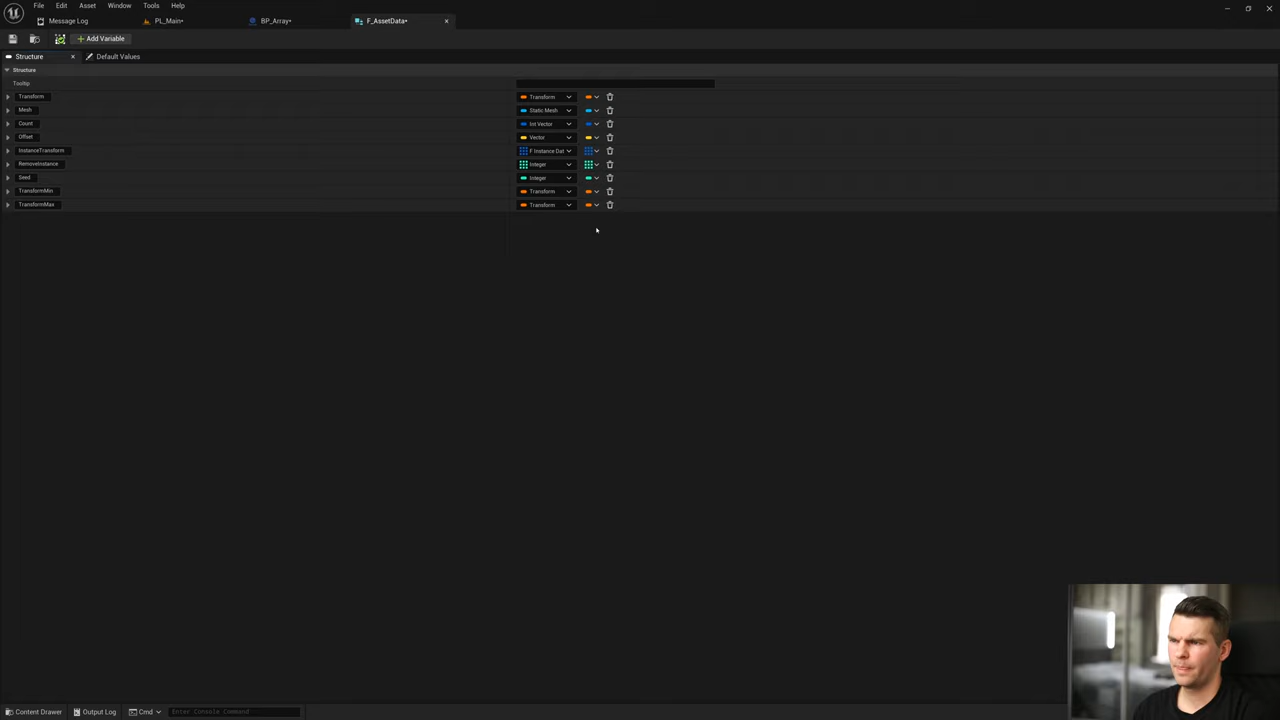 File Edit Asset Window Tools Help
Message Log PL_Main• BP_Array• F_AssetData•
Add Variable
Structure Default Values
Structure
Tooltip
Transform Transform
Mesh Static Mesh
Count Int Vector
Offset Vector
InstanceTransform F Instance Dat
RemoveInstance Integer
Seed Integer
TransformMin Transform
TransformMax Transform
Content Drawer Output Log Cmd Enter Console Command